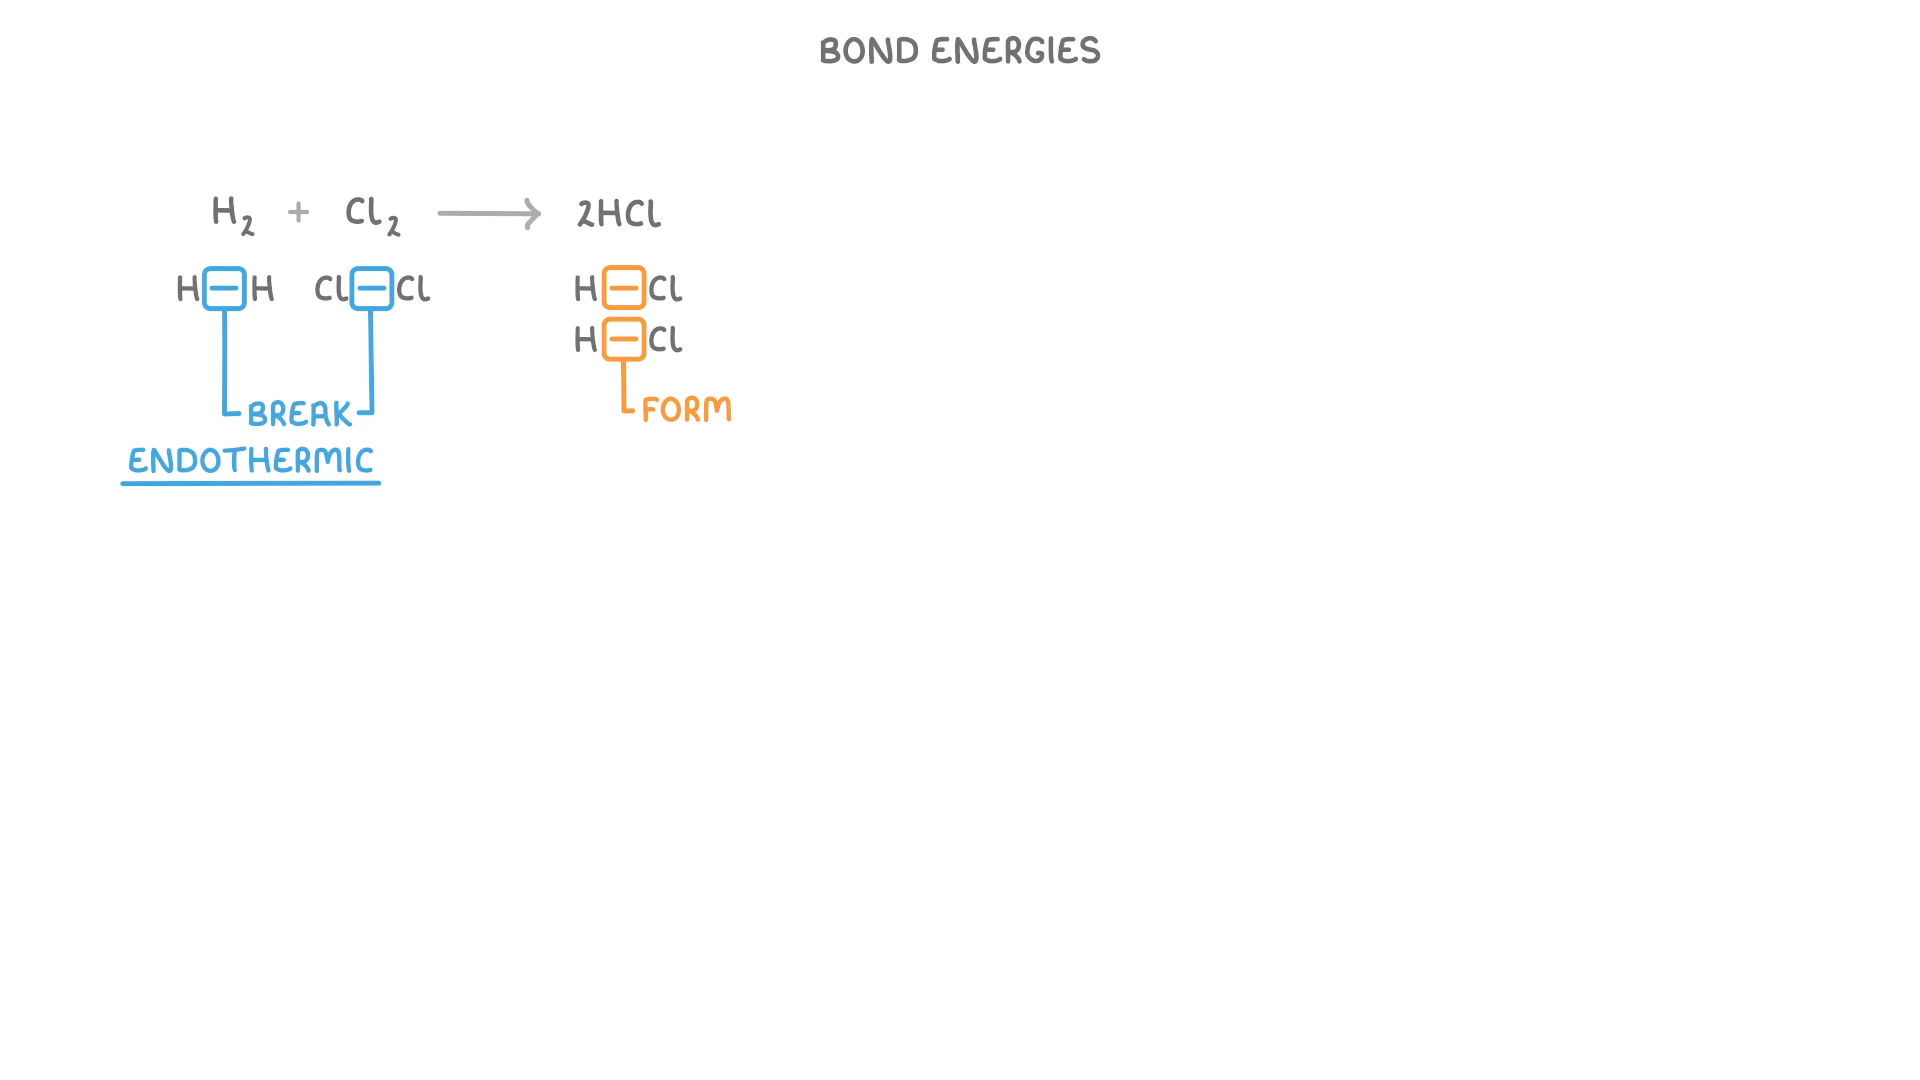 BOND ENERGIES
H₂ + Cl₂ ⟶ 2HCl
H–H Cl–Cl H–Cl
H–Cl
BREAK FORM
ENDOTHERMIC